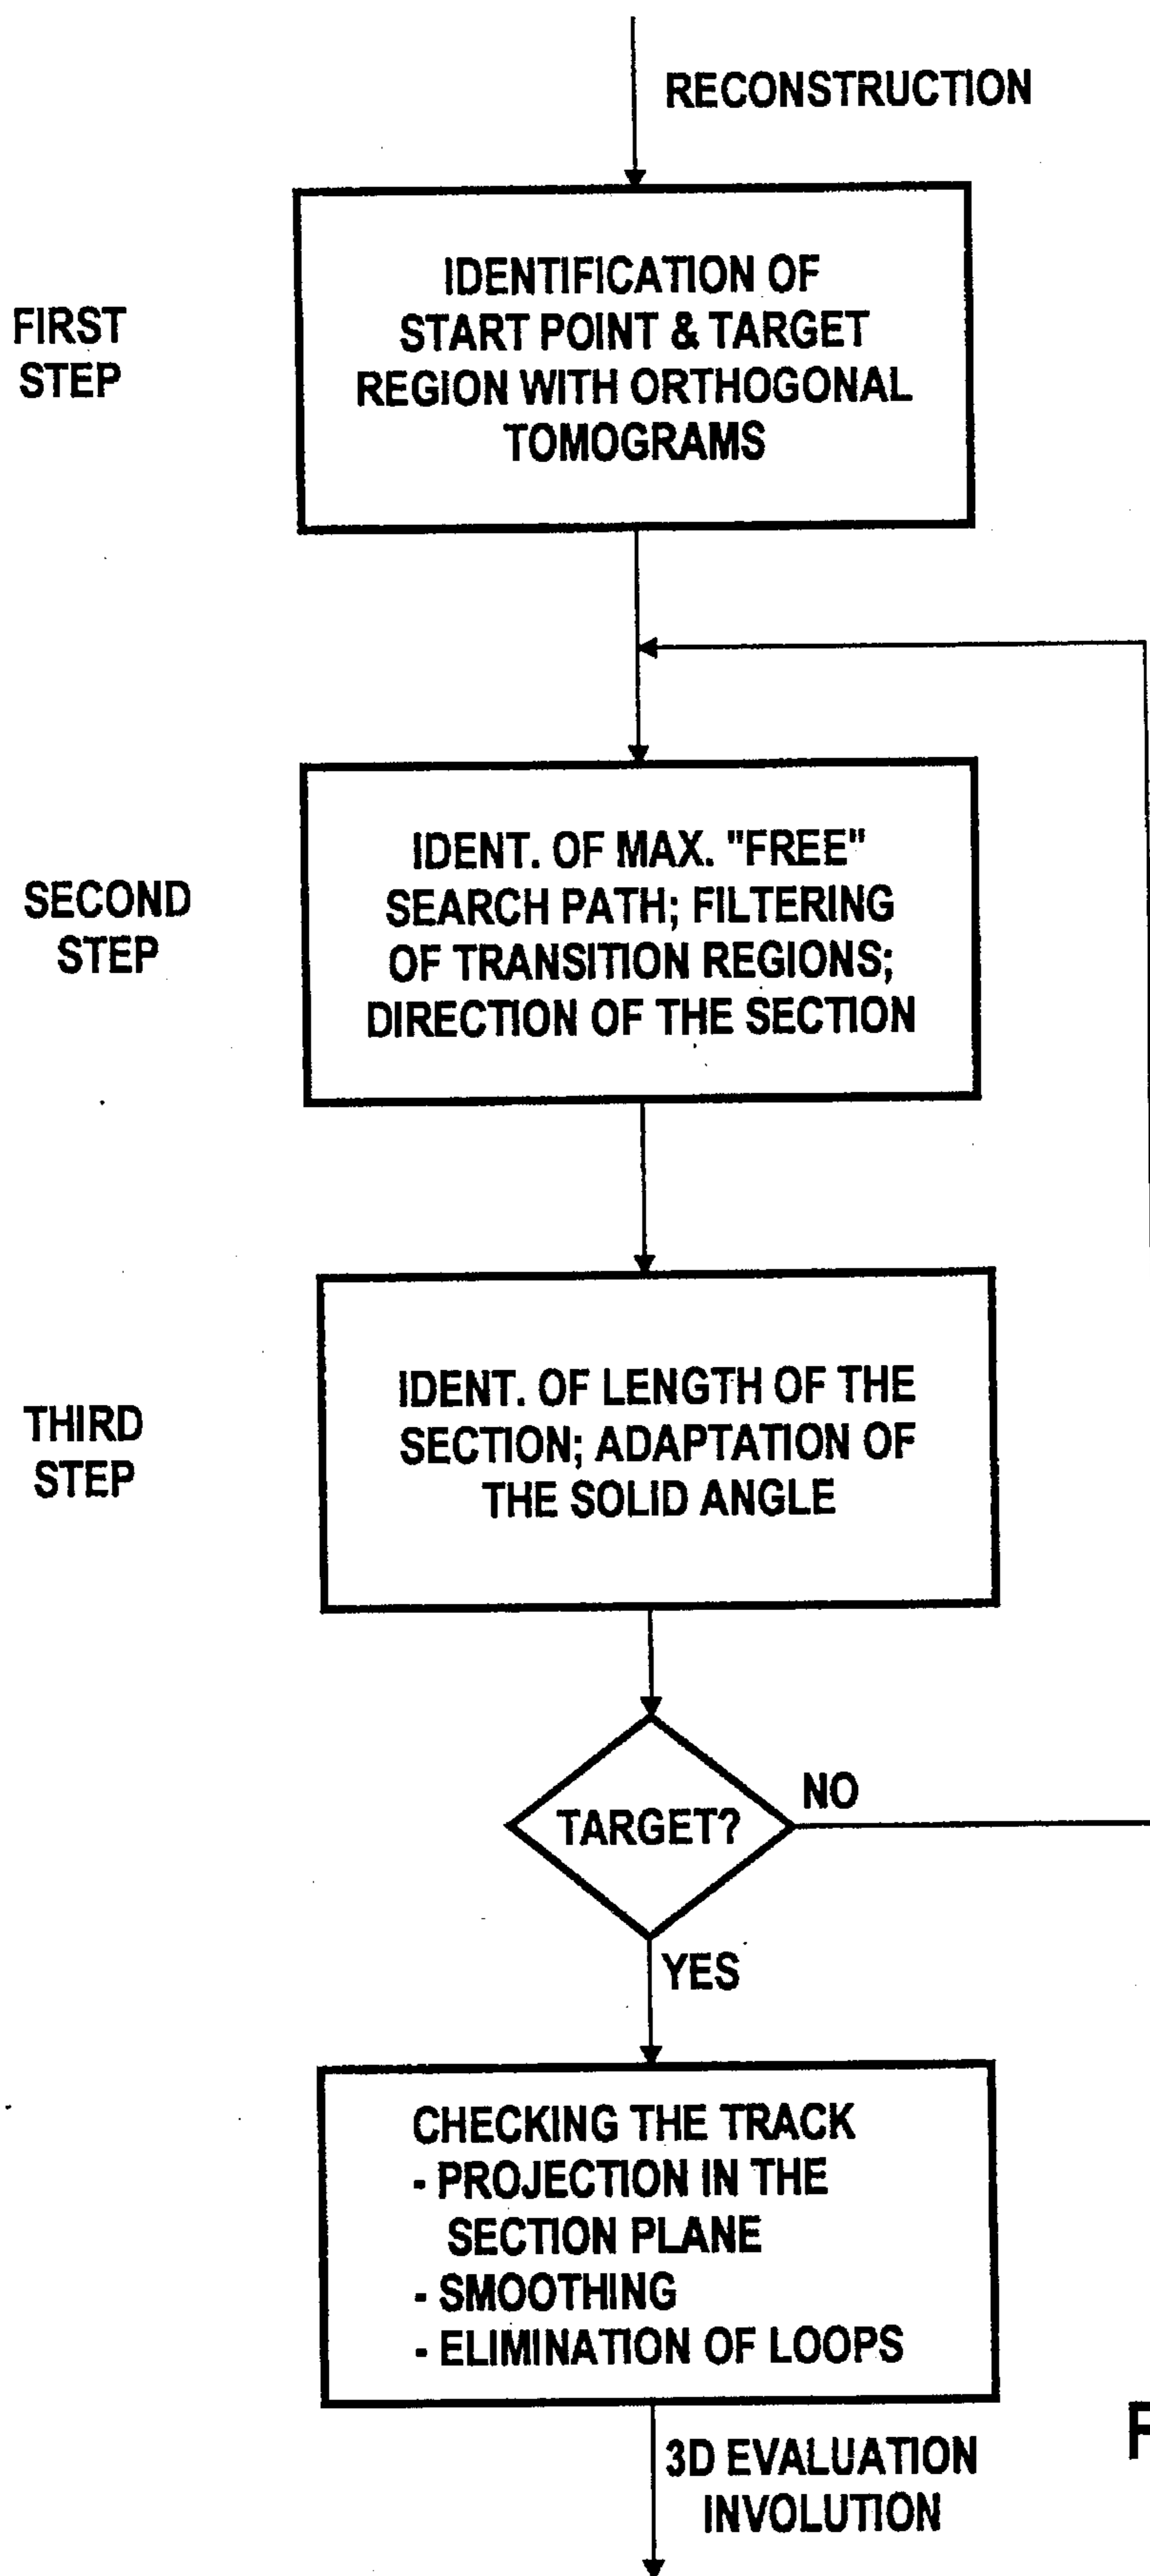 RECONSTRUCTION
FIRST
STEP
IDENTIFICATION OF
START POINT & TARGET
REGION WITH ORTHOGONAL
TOMOGRAMS
SECOND
STEP
IDENT. OF MAX. "FREE"
SEARCH PATH; FILTERING
OF TRANSITION REGIONS;
DIRECTION OF THE SECTION
THIRD
STEP
IDENT. OF LENGTH OF THE
SECTION; ADAPTATION OF
THE SOLID ANGLE
TARGET?
NO
YES
CHECKING THE TRACK
- PROJECTION IN THE
SECTION PLANE
- SMOOTHING
- ELIMINATION OF LOOPS
3D EVALUATION
INVOLUTION